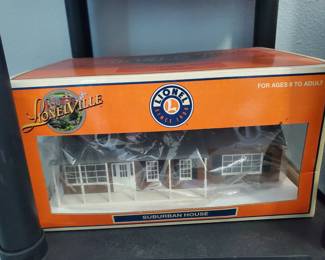 Lionelville
LIONEL
L
SINCE 1900
FOR AGES 8 TO ADULT
SUBURBAN HOUSE